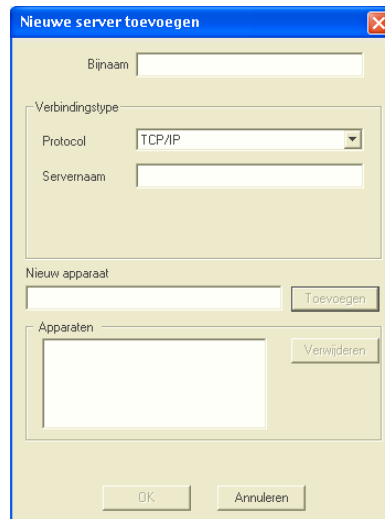 Nieuwe server toevoegen
Bijnaam
Verbindingstype
Protocol TCP/IP
Servernaam
Nieuw apparaat
Toevoegen
Apparaten
Verwijderen
OK Annuleren